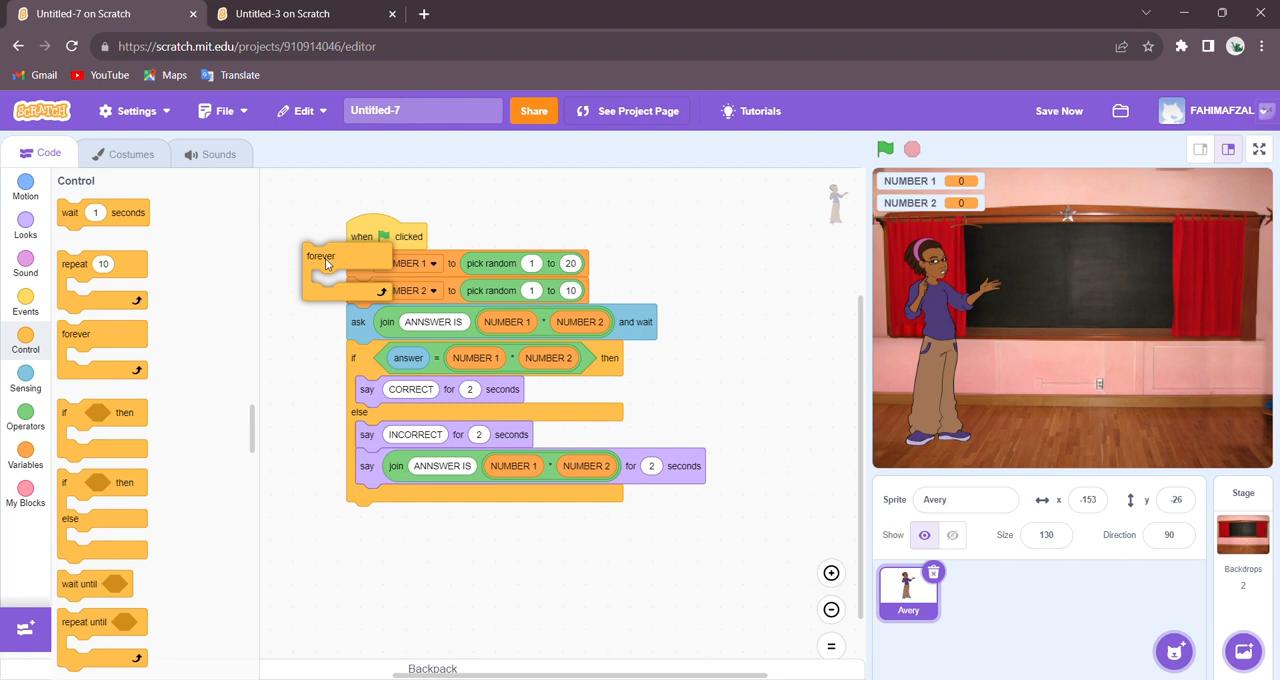 Untitled-7 on Scratch
Untitled-3 on Scratch
https://scratch.mit.edu/projects/910914046/editor
Gmail YouTube Maps Translate
SCRATCH Settings File Edit Untitled-7 Share See Project Page Tutorials Save Now FAHIMAFZAL
Code Costumes Sounds
Motion
Looks
Sound
Events
Control
Sensing
Operators
Variables
My Blocks
Control
wait 1 seconds
repeat 10
forever
if then
if then
else
wait until
repeat until
when clicked
forever
MBER 1 to pick random 1 to 20
MBER 2 to pick random 1 to 10
ask join ANNSWER IS NUMBER 1 * NUMBER 2 and wait
if answer = NUMBER 1 * NUMBER 2 then
say CORRECT for 2 seconds
else
say INCORRECT for 2 seconds
say join ANNSWER IS NUMBER 1 * NUMBER 2 for 2 seconds
Backpack
NUMBER 1 0
NUMBER 2 0
Sprite Avery x -153 y -26
Show Size 130 Direction 90
Avery
Stage
Backdrops
2